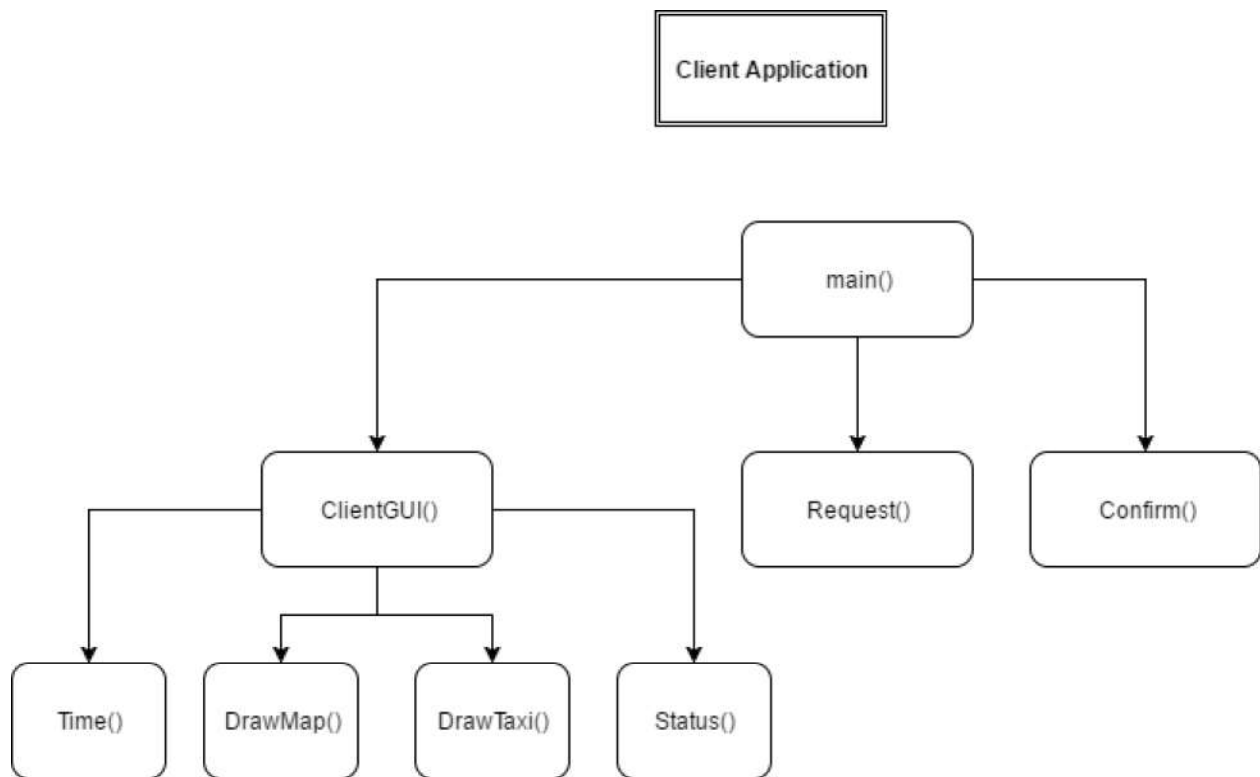 Client Application
main()
ClientGUI()
Request()
Confirm()
Time()
DrawMap()
DrawTaxi()
Status()